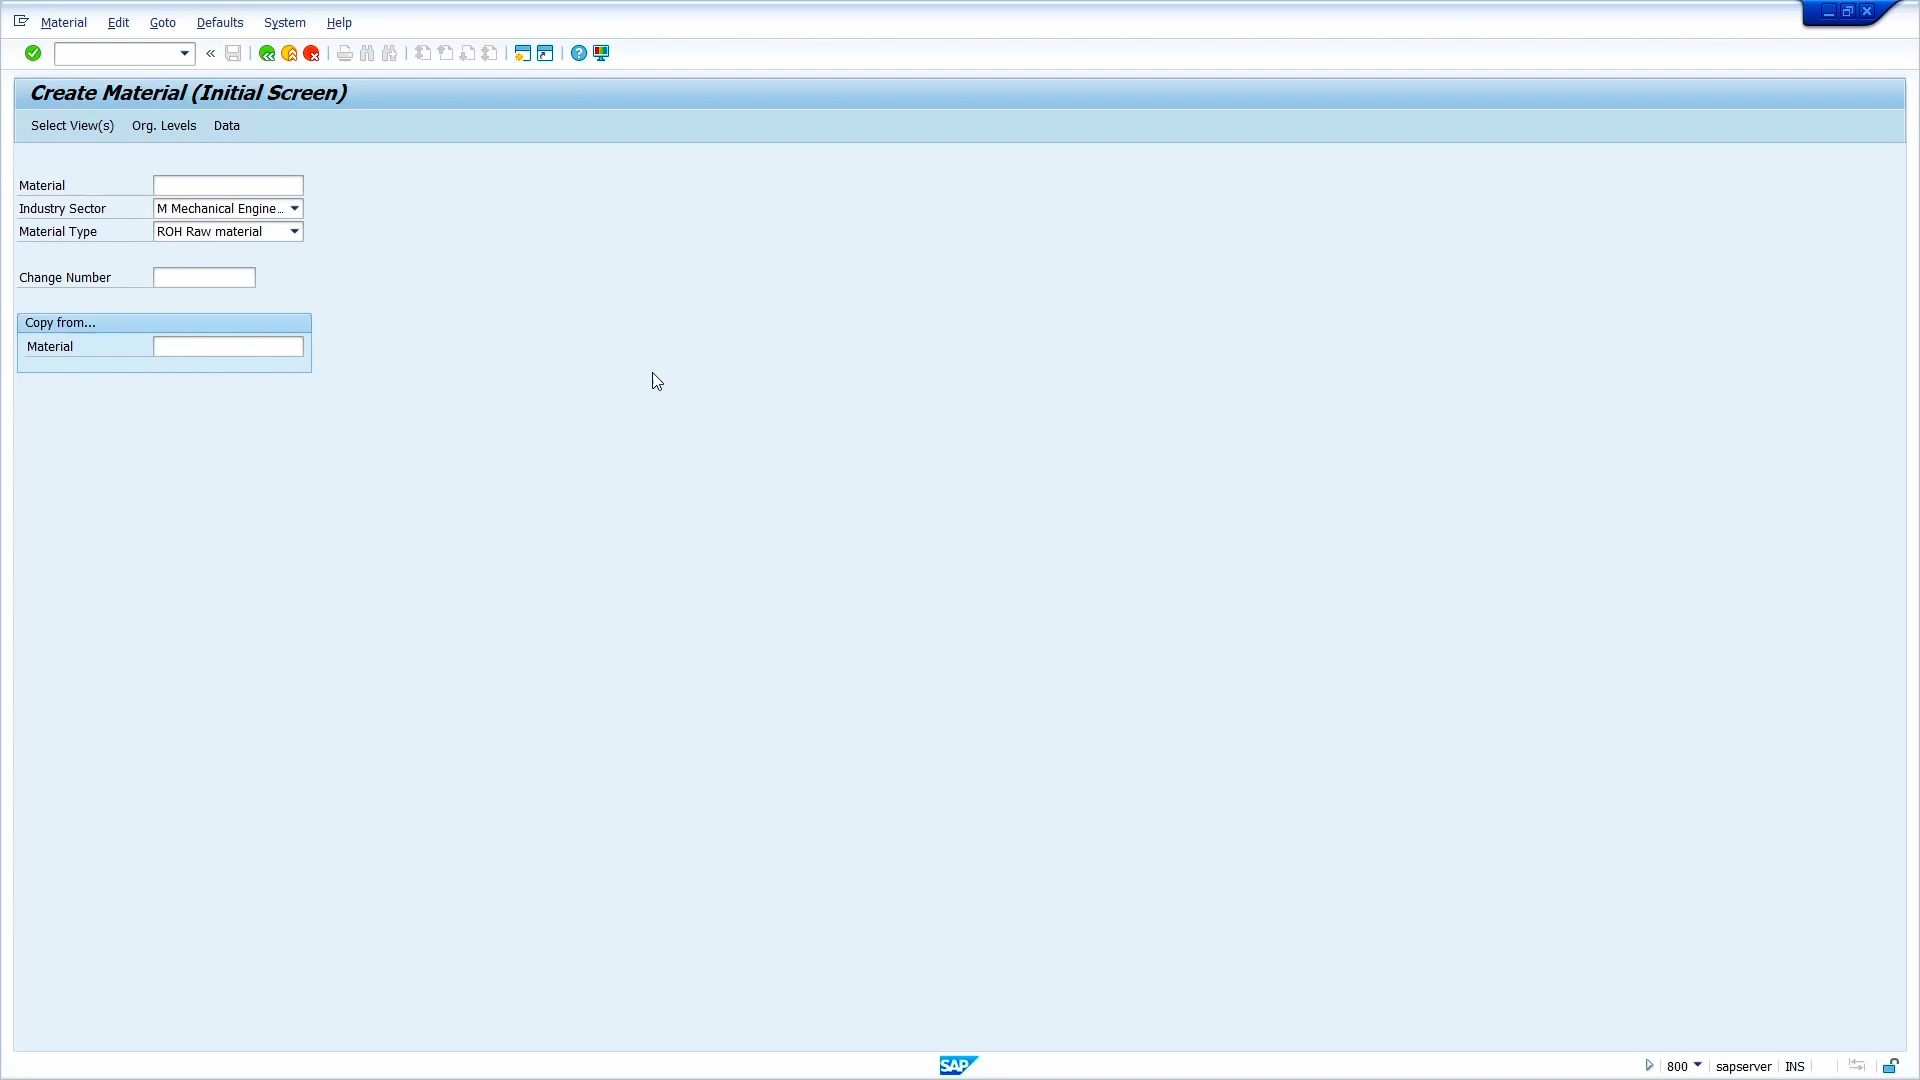 Material Edit Goto Defaults System Help
Create Material (Initial Screen)
Select View(s) Org. Levels Data
Material
Industry Sector M Mechanical Engine..
Material Type ROH Raw material
Change Number
Copy from...
Material
SAP 800 sapserver INS